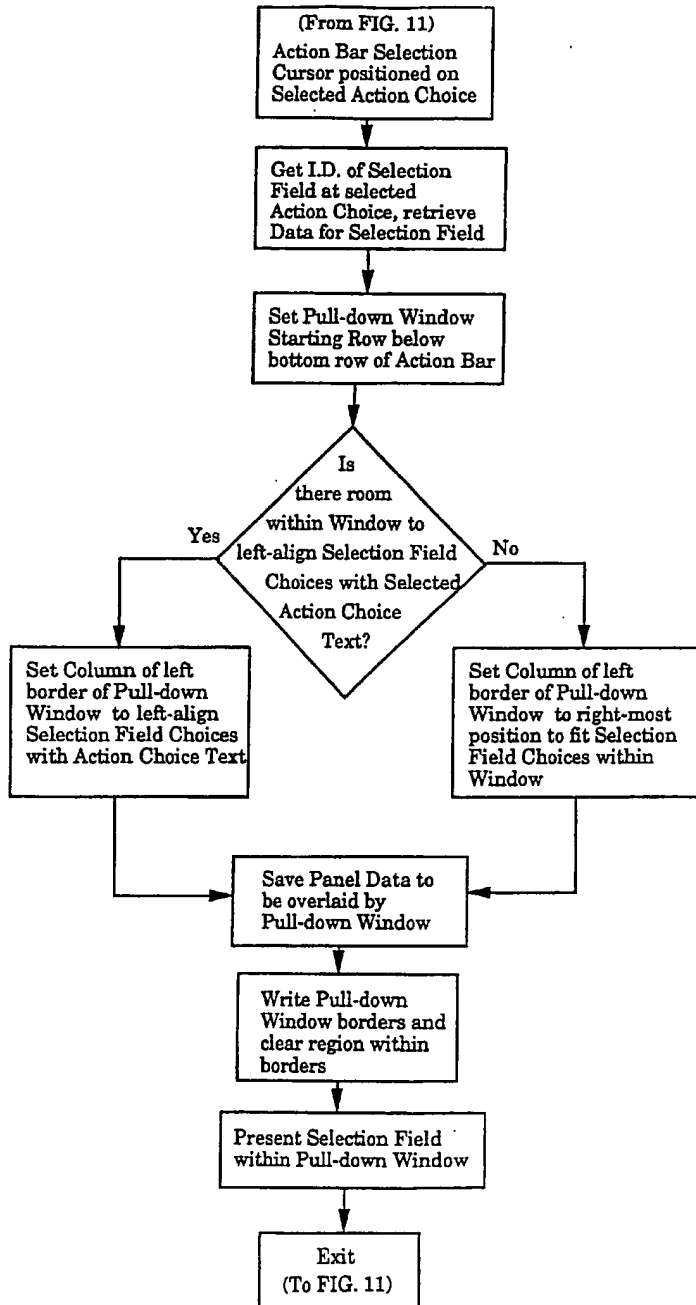 (From FIG. 11)
Action Bar Selection
Cursor positioned on
Selected Action Choice
Get I.D. of Selection
Field at selected
Action Choice, retrieve
Data for Selection Field
Set Pull-down Window
Starting Row below
bottom row of Action Bar
Is
there room
within Window to
left-align Selection Field
Choices with Selected
Action Choice
Text?
Yes
No
Set Column of left
border of Pull-down
Window to left-align
Selection Field Choices
with Action Choice Text
Set Column of left
border of Pull-down
Window to right-most
position to fit Selection
Field Choices within
Window
Save Panel Data to
be overlaid by
Pull-down Window
Write Pull-down
Window borders and
clear region within
borders
Present Selection Field
within Pull-down Window
Exit
(To FIG. 11)